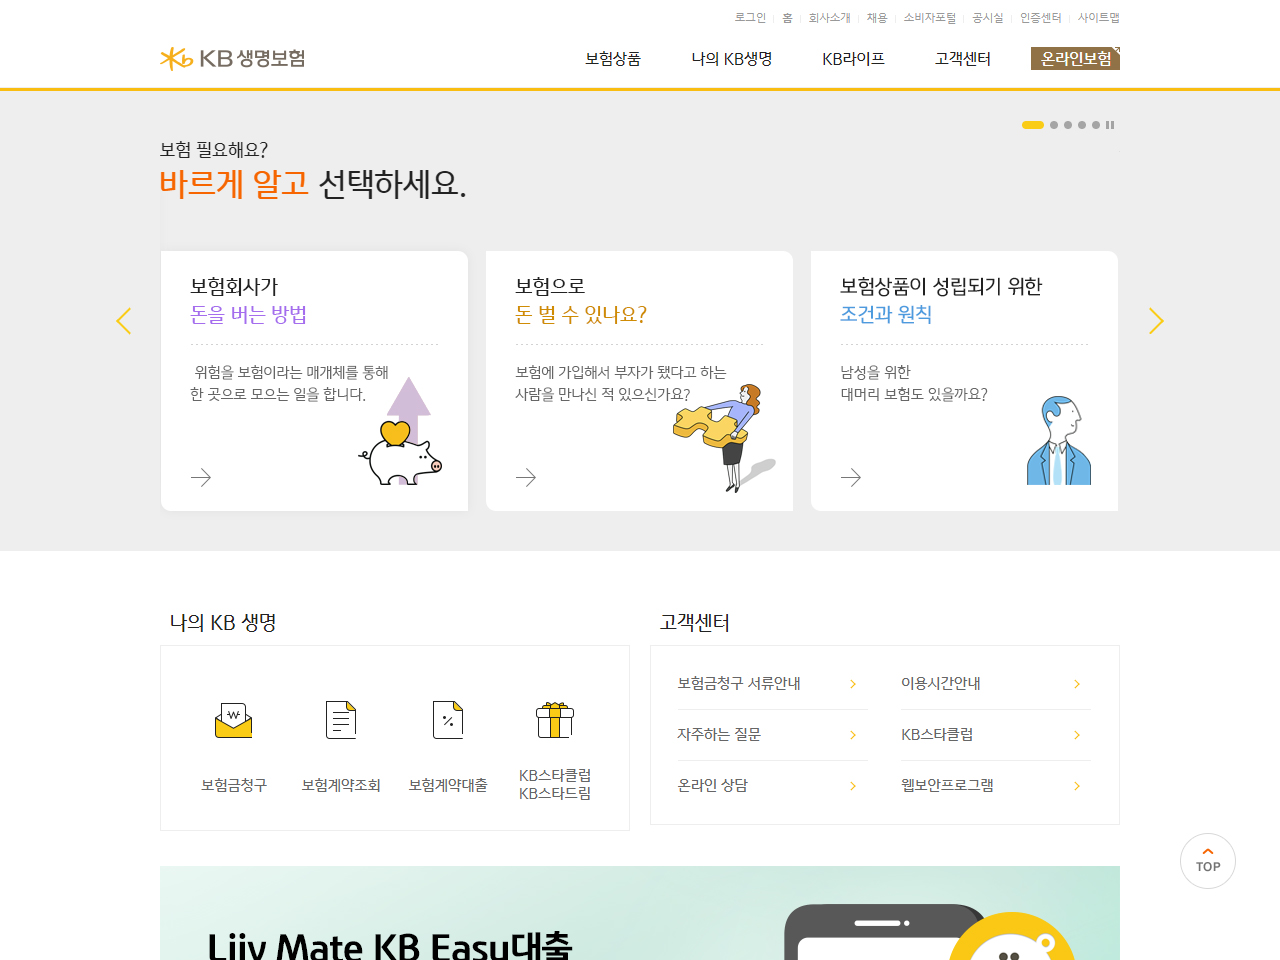 로그인 홈 회사소개 채용 소비자포털 공시실 인증센터 사이트맵
KB 생명보험
보험상품 나의 KB생명 KB라이프 고객센터 온라인보험
보험 필요해요?
바르게 알고 선택하세요.
보험회사가
돈을 버는 방법
위험을 보험이라는 매개체를 통해
한 곳으로 모으는 일을 합니다.
보험으로
돈 벌 수 있나요?
보험에 가입해서 부자가 됐다고 하는
사람을 만나신 적 있으신가요?
보험상품이 성립되기 위한
조건과 원칙
남성을 위한
대머리 보험도 있을까요?
나의 KB 생명
보험금청구
보험계약조회
보험계약대출
KB스타클럽
KB스타드림
고객센터
보험금청구 서류안내
이용시간안내
자주하는 질문
KB스타클럽
온라인 상담
웹보안프로그램
TOP
Liiv Mate KB Easy대출